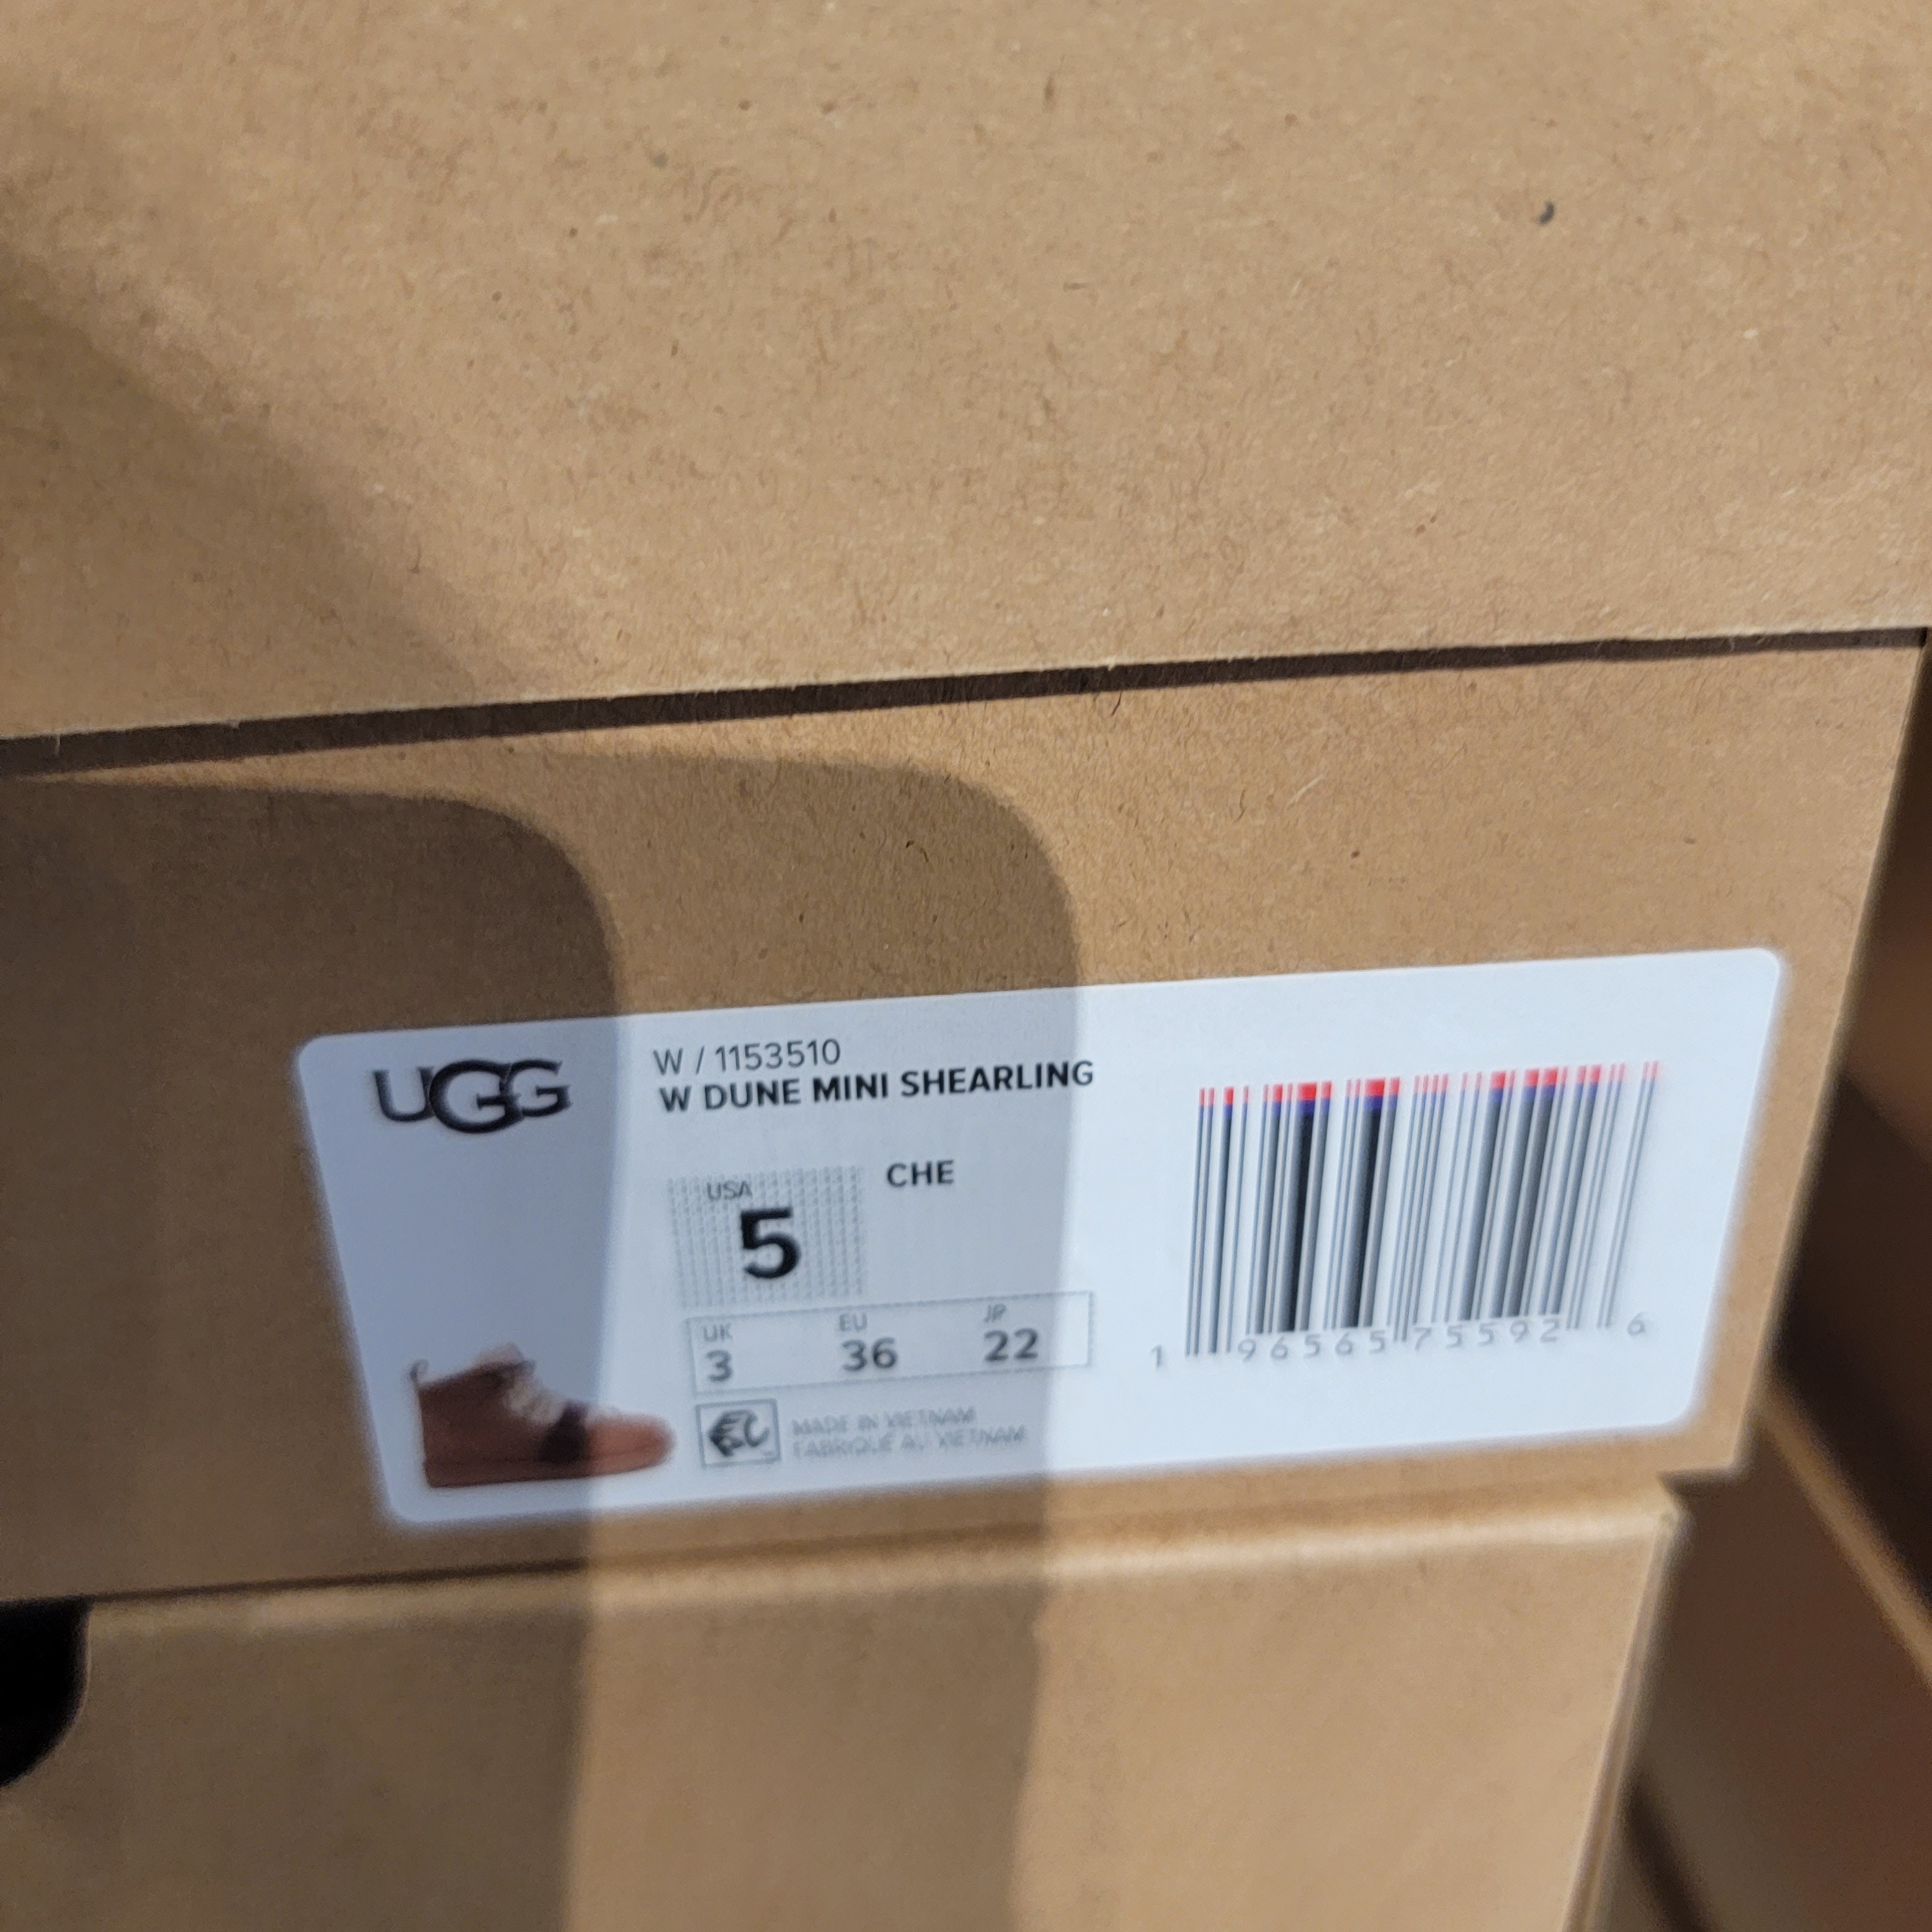 UGG
W / 1153510
W DUNE MINI SHEARLING
USA
5
CHE
UK EU JP
3 36 22
MADE IN VIETNAM
FABRIQUÉ AU VIETNAM
1 96565 75592 6